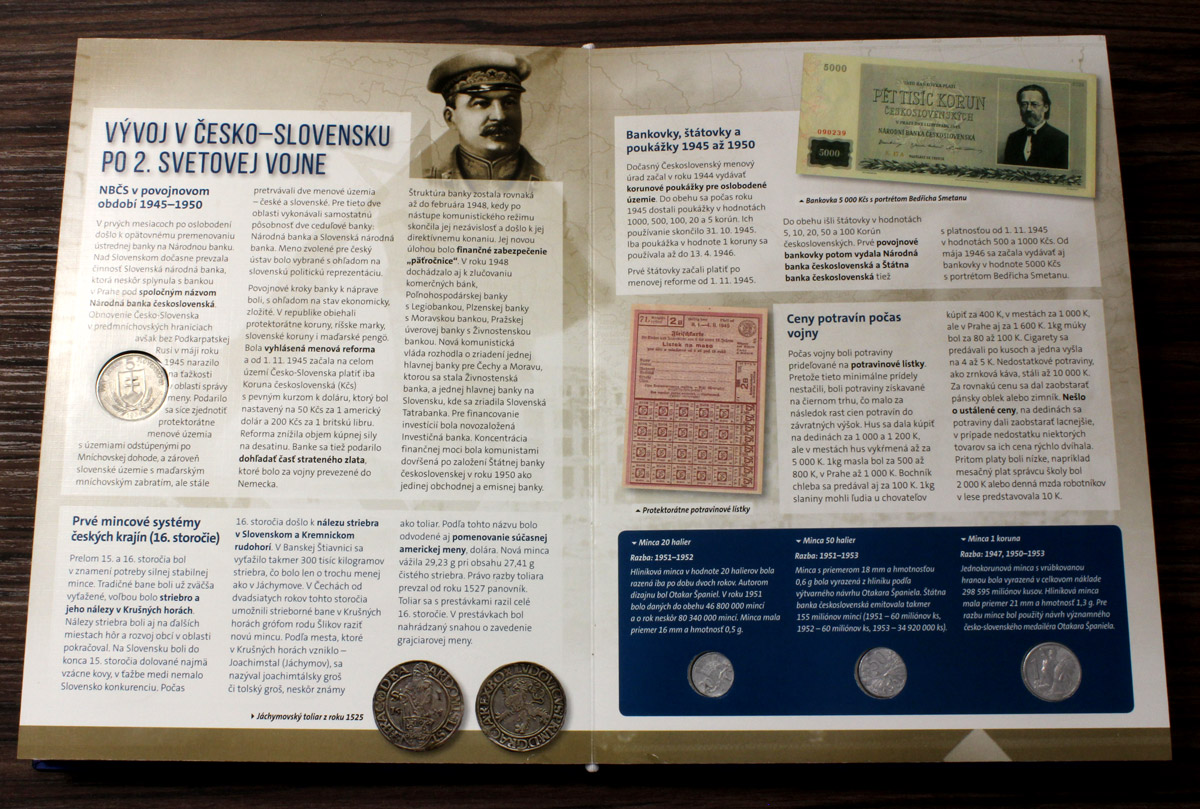 VÝVOJ V ČESKO–SLOVENSKU
PO 2. SVETOVEJ VOJNE
NBČS v povojnovom
období 1945–1950
V prvých mesiacoch po oslobodení
došlo k opätovnému premenovaniu
ústrednej banky na Národnú banku.
Nad Slovenskom dočasne prevzala
činnosť Slovenská národná banka,
ktorá neskôr splynula s bankou
v Prahe pod spoločným názvom
Národná banka československá.
Obnovenie Česko-Slovenska
v predmníchovských hraniciach
avšak bez Podkarpatskej
Rusi v máji roku
1945 narazilo
na ťažkosti
v oblasti správy
meny. Podarilo
sa síce zjednotiť
protektorátne
menové územia
s územiami odstúpenými po
Mníchovskej dohode, a zároveň
slovenské územie s maďarským
mníchovským zabratím, ale stále
pretrvávali dve menové územia
– české a slovenské. Pre tieto dve
oblasti vykonávali samostatnú
pôsobnosť dve ceduľové banky:
Národná banka a Slovenská národná
banka. Meno zvolené pre český
ústav bolo vybrané s ohľadom na
slovenskú politickú reprezentáciu.
Povojnové kroky banky k náprave
boli, s ohľadom na stav ekonomický,
zložité. V republike obiehali
protektorátne koruny, ríšske marky,
slovenské koruny i maďarské pengö.
Bola vyhlásená menová reforma
a od 1. 11. 1945 začala na celom
území Česko-Slovenska platiť iba
Koruna československá (Kčs)
s pevným kurzom k doláru, ktorý bol
nastavený na 50 Kčs za 1 americký
dolár a 200 Kčs za 1 britskú libru.
Reforma znížila objem kúpnej sily
na desatinu. Banke sa tiež podarilo
dohľadať časť strateného zlata,
ktoré bolo za vojny prevezené do
Nemecka.
Štruktúra banky zostala rovnaká
až do februára 1948, kedy po
nástupe komunistického režimu
skončila jej nezávislosť a došlo k jej
direktívnemu konaniu. Jej novou
úlohou bolo finančné zabezpečenie
„päťročnice". V roku 1948
dochádzalo aj k zlučovaniu
komerčných bánk,
Poľnohospodárskej banky
s Legiobankou, Plzenskej banky
s Moravskou bankou, Pražskej
úverovej banky s Živnostenskou
bankou. Nová komunistická
vláda rozhodla o zriadení jednej
hlavnej banky pre Čechy a Moravu,
ktorou sa stala Živnostenská
banka, a jednej hlavnej banky na
Slovensku, kde sa zriadila Slovenská
Tatrabanka. Pre financovanie
investícií bola novozaložená
Investičná banka. Koncentrácia
finančnej moci bola komunistami
dovŕšená po založení Štátnej banky
československej v roku 1950 ako
jedinej obchodnej a emisnej banky.
Prvé mincové systémy
českých krajín (16. storočie)
Prelom 15. a 16. storočia bol
v znamení potreby silnej stabilnej
mince. Tradičné bane boli už zväčša
vyťažené, voľbou bolo striebro a
jeho nálezy v Krušných horách.
Nálezy striebra boli aj na ďalších
miestach hôr a rozvoj obcí v oblasti
pokračoval. Na Slovensku boli do
konca 15. storočia dolované najmä
vzácne kovy, v ťažbe medi nemalo
Slovensko konkurenciu. Počas
16. storočia došlo k nálezu striebra
v Slovenskom a Kremnickom
rudohorí. V Banskej Štiavnici sa
vyťažilo takmer 300 tisíc kilogramov
striebra, čo bolo len o trochu menej
ako v Jáchymove. V Čechách od
dvadsiatych rokov tohto storočia
umožnili strieborné bane v Krušných
horách grófom rodu Šlikov raziť
novú mincu. Podľa mesta, ktoré
v Krušných horách vzniklo –
Joachimstal (Jáchymov), sa
nazýval joachimtálsky groš
či tolský groš, neskôr známy
ako toliar. Podľa tohto názvu bolo
odvodené aj pomenovanie súčasnej
americkej meny, dolára. Nová minca
vážila 29,23 g pri obsahu 27,41 g
čistého striebra. Právo razby toliara
prevzal od roku 1527 panovník.
Toliar sa s prestávkami razil celé
16. storočie. V prestávkach bol
nahrádzaný snahou o zavedenie
grajciarovej meny.
Jáchymovský toliar z roku 1525
Bankovky, štátovky a
poukážky 1945 až 1950
Dočasný Československý menový
úrad začal v roku 1944 vydávať
korunové poukážky pre oslobodené
územie. Do obehu sa počas roku
1945 dostali poukážky v hodnotách
1000, 500, 100, 20 a 5 korún. Ich
používanie skončilo 31. 10. 1945.
Iba poukážka v hodnote 1 koruny sa
používala až do 13. 4. 1946.
Prvé štátovky začali platiť po
menovej reforme od 1. 11. 1945.
5000
PĚT TISÍC KORUN
ČESKOSLOVENSKÝCH
NÁRODNÍ BANKA ČESKOSLOVENSKÁ
090239
5000
Bankovka 5 000 Kčs s portrétom Bedřicha Smetanu
Do obehu išli štátovky v hodnotách
5, 10, 20, 50 a 100 Korún
československých. Prvé povojnové
bankovky potom vydala Národná
banka československá a Štátna
banka československá tiež
s platnosťou od 1. 11. 1945
v hodnotách 500 a 1000 Kčs. Od
mája 1946 sa začala vydávať aj
bankovky v hodnote 5000 Kčs
s portrétom Bedřicha Smetanu.
Fleischkarte
Lístek na maso
Protektorátne potravinové lístky
Ceny potravín počas
vojny
Počas vojny boli potraviny
prideľované na potravinové lístky.
Pretože tieto minimálne prídely
nestačili, boli potraviny získavané
na čiernom trhu, čo malo za
následok rast cien potravín do
závratných výšok. Hus sa dala kúpiť
na dedinách za 1 000 a 1 200 K,
ale v mestách hus vykŕmená až za
5 000 K. 1kg masla bol za 500 až
800 K, v Prahe až 1 000 K. Bochník
chleba sa predával aj za 100 K. 1kg
slaniny mohli ľudia u chovateľov
kúpiť za 400 K, v mestách za 1 000 K,
ale v Prahe aj za 1 600 K. 1kg múky
bol za 80 až 100 K. Cigarety sa
predávali po kusoch a jedna vyšla
na 4 až 5 K. Nedostatkové potraviny,
ako zrnková káva, stáli až 10 000 K.
Za rovnakú cenu sa dal zaobstarať
pánsky oblek alebo zimník. Nešlo
o ustálené ceny, na dedinách sa
potraviny dali zaobstarať lacnejšie,
v prípade nedostatku niektorých
tovarov sa ich cena rýchlo dvíhala.
Pritom platy boli nízke, napríklad
mesačný plat správcu školy bol
2 000 K alebo denná mzda robotníkov
v lese predstavovala 10 K.
Minca 20 halier
Razba: 1951–1952
Hliníková minca v hodnote 20 halierov bola
razená iba po dobu dvoch rokov. Autorom
dizajnu bol Otakar Španiel. V roku 1951
bolo daných do obehu 46 800 000 mincí
a o rok neskôr 80 340 000 mincí. Minca mala
priemer 16 mm a hmotnosť 0,5 g.
Minca 50 halier
Razba: 1951–1953
Minca s priemerom 18 mm a hmotnosťou
0,6 g bola vyrazená z hliníku podľa
výtvarného návrhu Otakara Španiela. Štátna
banka československá emitovala takmer
155 miliónov mincí (1951 – 60 miliónov ks,
1952 – 60 miliónov ks, 1953 – 34 920 000 ks).
Minca 1 koruna
Razba: 1947, 1950–1953
Jednokorunová minca s vrúbkovanou
hranou bola vyrazená v celkovom náklade
298 595 miliónov kusov. Hliníková minca
mala priemer 21 mm a hmotnosť 1,3 g. Pre
razbu mince bol použitý návrh významného
česko-slovenského medailéra Otakara Španiela.